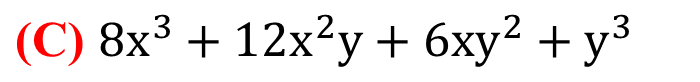 (C) 8x³ + 12x²y + 6xy² + y³